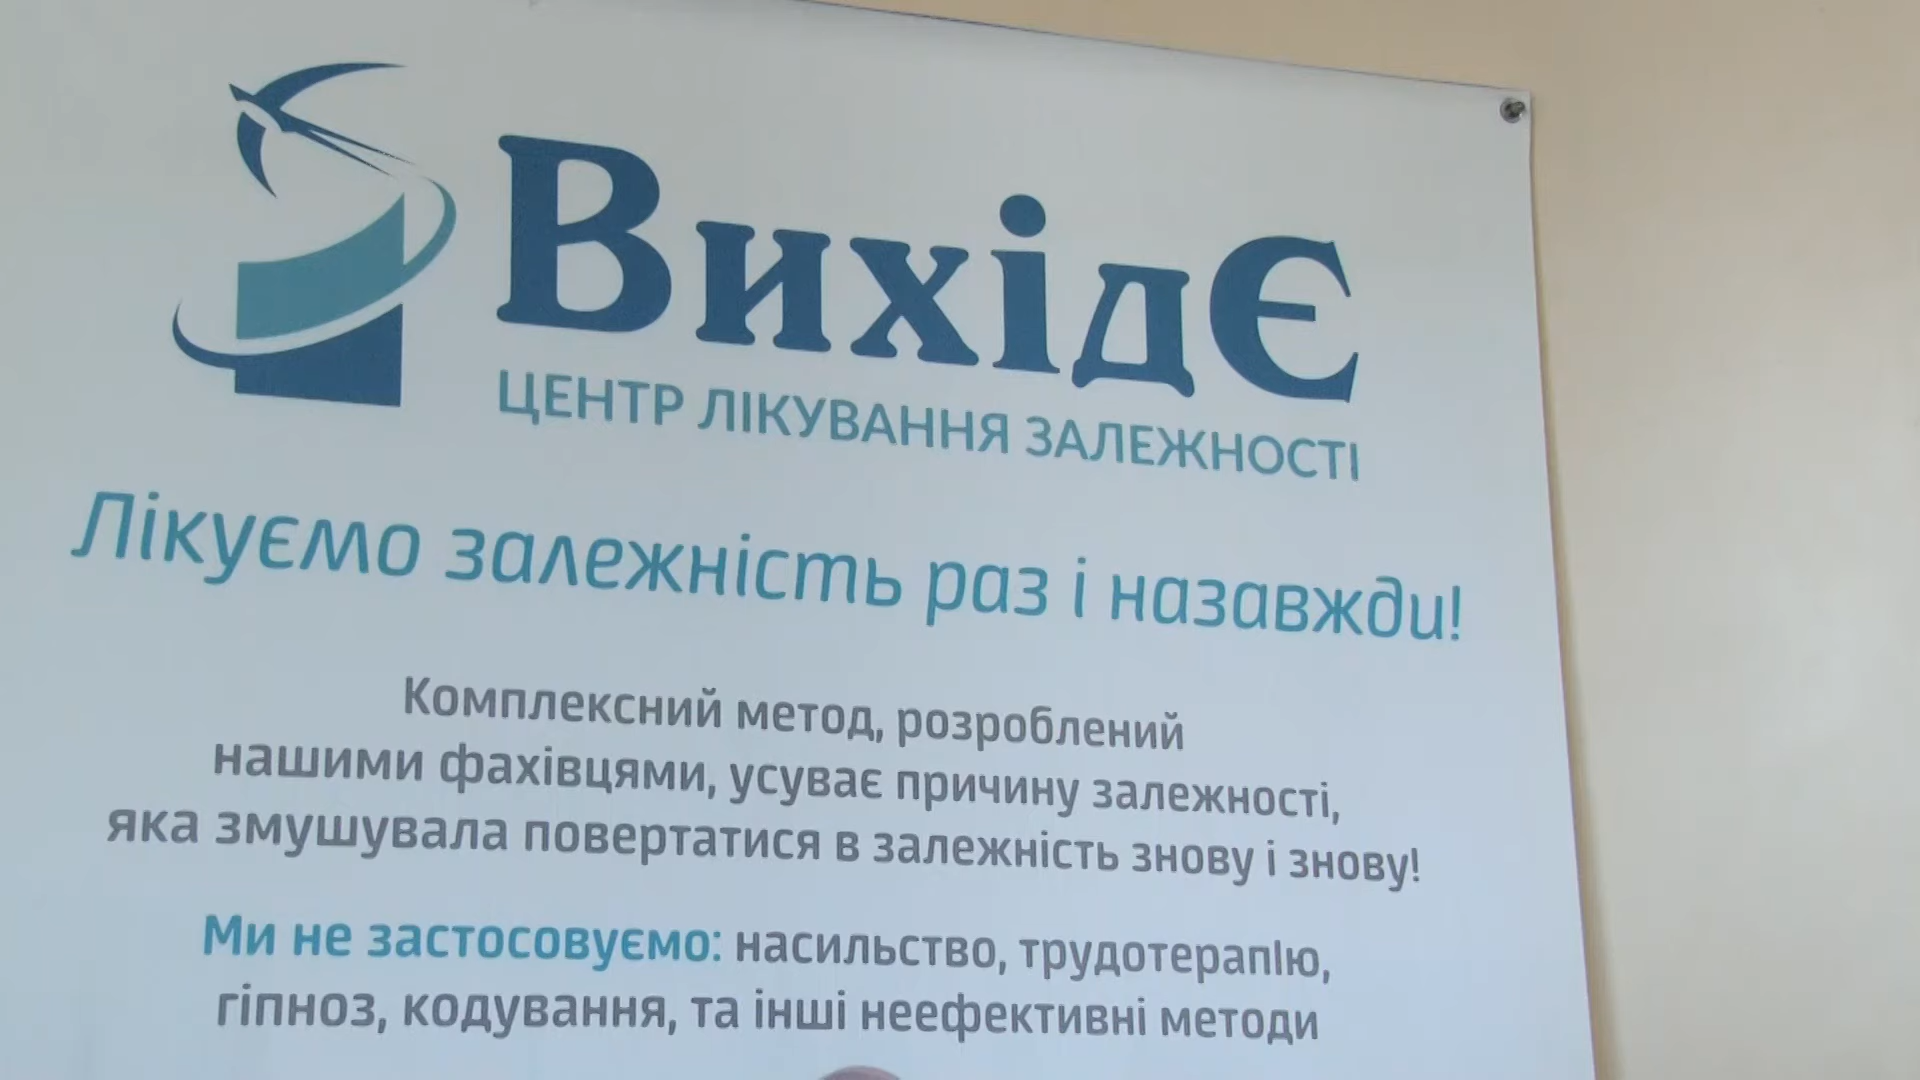 ВихідЄ
ЦЕНТР ЛІКУВАННЯ ЗАЛЕЖНОСТІ
Лікуємо залежність раз і назавжди!
Комплексний метод, розроблений
нашими фахівцями, усуває причину залежності,
яка змушувала повертатися в залежність знову і знову!
Ми не застосовуємо: насильство, трудотерапІю,
гіпноз, кодування, та інші неефективні методи